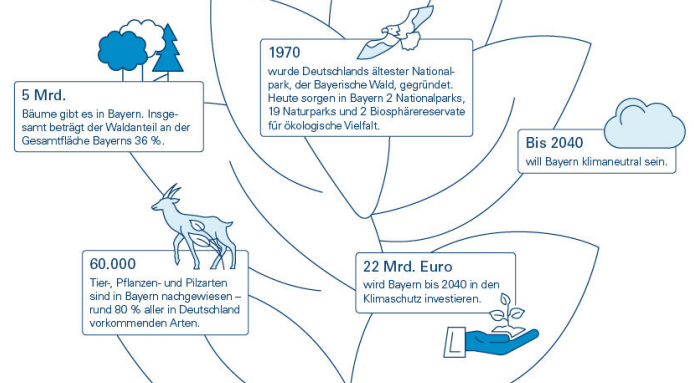 1970
wurde Deutschlands ältester National-
park, der Bayerische Wald, gegründet.
Heute sorgen in Bayern 2 Nationalparks,
19 Naturparks und 2 Biosphärereservate
für ökologische Vielfalt.
5 Mrd.
Bäume gibt es in Bayern. Insge-
samt beträgt der Waldanteil an der
Gesamtfläche Bayerns 36 %.
Bis 2040
will Bayern klimaneutral sein.
60.000
Tier-, Pflanzen- und Pilzarten
sind in Bayern nachgewiesen –
rund 80 % aller in Deutschland
vorkommenden Arten.
22 Mrd. Euro
wird Bayern bis 2040 in den
Klimaschutz investieren.